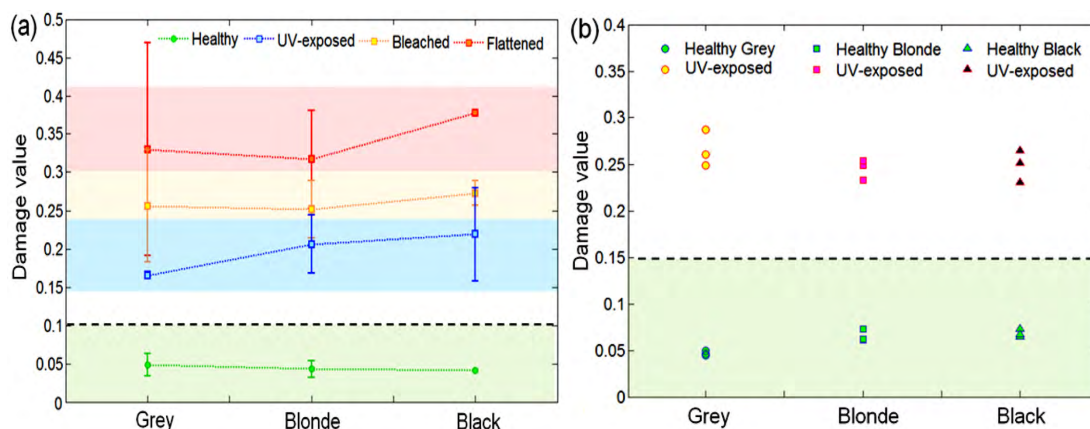 (a)
Healthy UV-exposed Bleached Flattened
Damage value
0.5
0.45
0.4
0.35
0.3
0.25
0.2
0.15
0.1
0.05
0
Grey Blonde Black
(b)
Healthy Grey Healthy Blonde Healthy Black
UV-exposed UV-exposed UV-exposed
Damage value
0.4
0.35
0.3
0.25
0.2
0.15
0.1
0.05
0
Grey Blonde Black